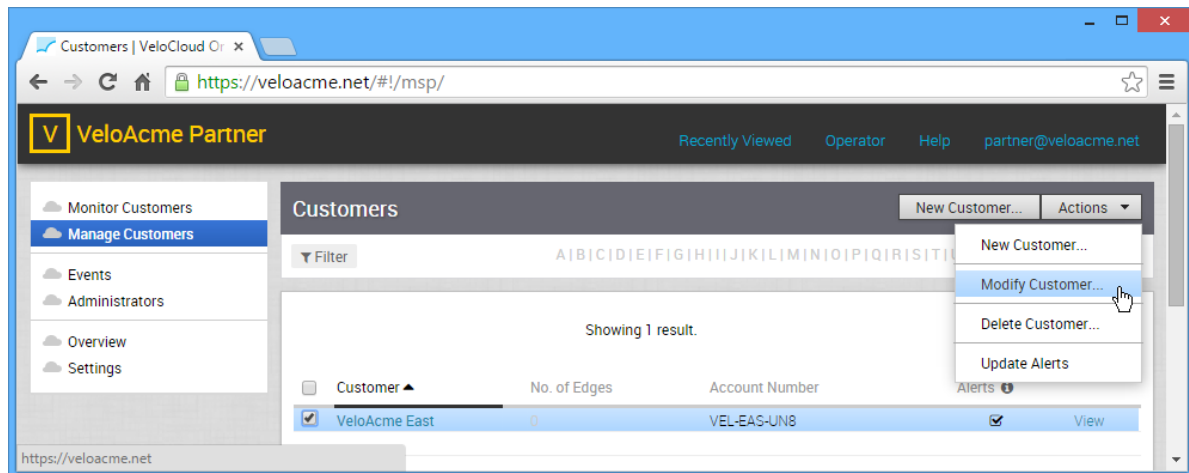 Customers | VeloCloud Or
https://veloacme.net/#!/msp/
V VeloAcme Partner
Recently Viewed Operator Help partner@veloacme.net
Monitor Customers
Manage Customers
Events
Administrators
Overview
Settings
Customers
New Customer... Actions
Filter
A|B|C|D|E|F|G|H|I|J|K|L|M|N|O|P|Q|R|S|T|U
New Customer...
Modify Customer...
Delete Customer...
Update Alerts
Showing 1 result.
Customer No. of Edges Account Number Alerts
VeloAcme East 0 VEL-EAS-UN8 View
https://veloacme.net